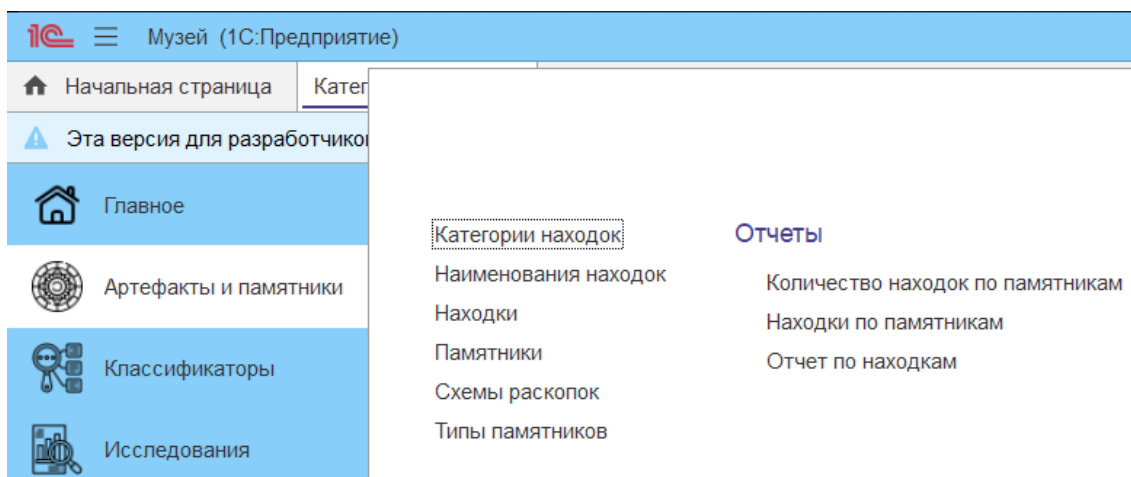 1С Музей (1С:Предприятие)
Начальная страница Катег
Эта версия для разработчико
Главное
Артефакты и памятники
Классификаторы
Исследования
Категории находок
Наименования находок
Находки
Памятники
Схемы раскопок
Типы памятников
Отчеты
Количество находок по памятникам
Находки по памятникам
Отчет по находкам